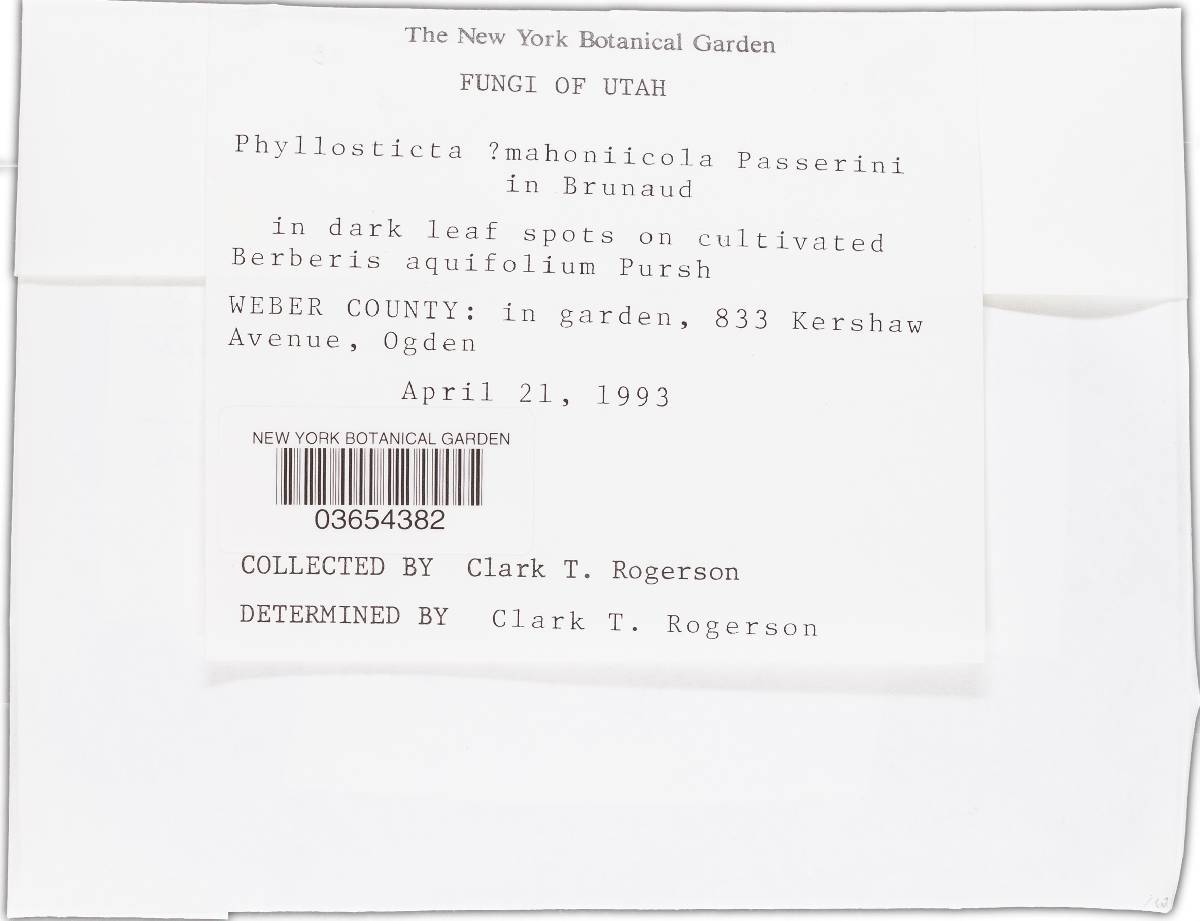 The New York Botanical Garden
FUNGI OF UTAH
Phyllosticta ?mahoniicola Passerini
in Brunaud
in dark leaf spots on cultivated
Berberis aquifolium Pursh
WEBER COUNTY: in garden, 833 Kershaw
Avenue, Ogden
April 21, 1993
NEW YORK BOTANICAL GARDEN
03654382
COLLECTED BY Clark T. Rogerson
DETERMINED BY Clark T. Rogerson